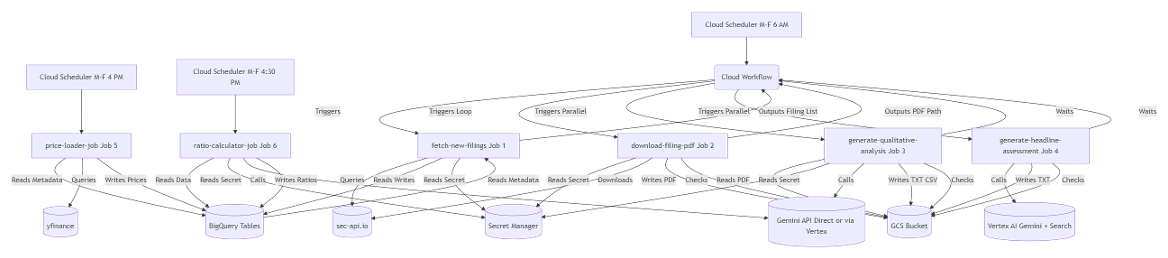 Cloud Scheduler M-F 6 AM
Cloud Scheduler M-F 4 PM
Cloud Scheduler M-F 4:30
PM
Cloud Workflow
Triggers
Triggers Loop
Triggers Parallel
Triggers Parallel
Outputs Filing List
Outputs PDF Path
Waits
Waits
price-loader-job Job 5
ratio-calculator-job Job 6
fetch-new-filings Job 1
download-filing-pdf Job 2
generate-qualitative-
analysis Job 3
generate-headline-
assessment Job 4
Reads Metadata
Queries
Writes Prices
Reads Data
Reads Secret
Calls
Writes Ratios
Queries
Reads Writes
Reads Secret
Reads Metadata
Reads Secret
Downloads
Writes PDF
Checks
Reads PDF
Reads Secret
Calls
Writes TXT CSV
Checks
Calls
Writes TXT
Checks
yfinance
BigQuery Tables
sec-api.io
Secret Manager
Gemini API Direct or via
Vertex
GCS Bucket
Vertex AI Gemini + Search